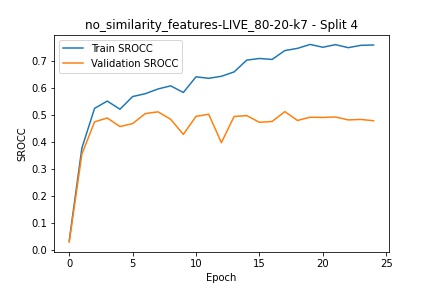 no_similarity_features-LIVE_80-20-k7 - Split 4
Train SROCC
Validation SROCC
SROCC
0.7
0.6
0.5
0.4
0.3
0.2
0.1
0.0
0 5 10 15 20 25
Epoch